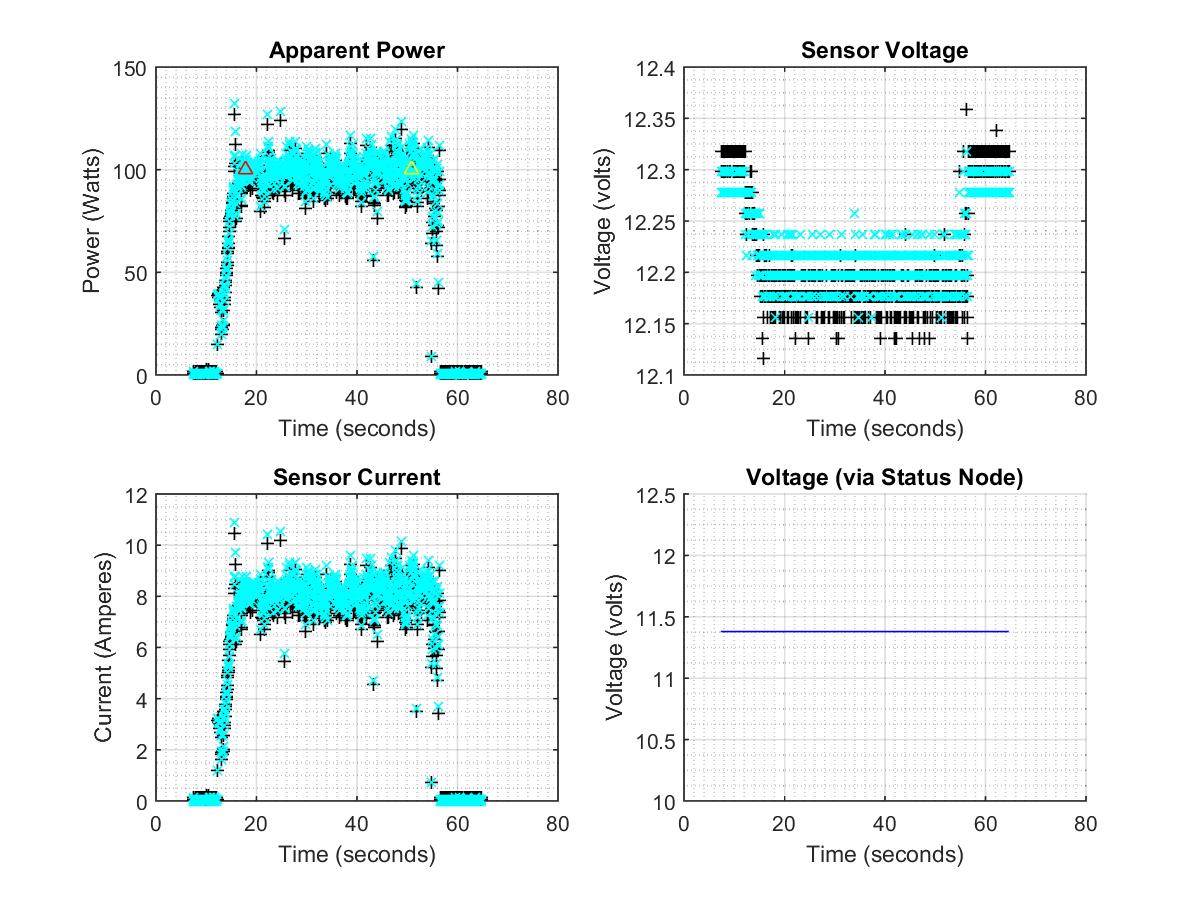 Apparent Power
150
100
50
0
Power (Watts)
0 20 40 60 80
Time (seconds)
Sensor Voltage
12.4
12.35
12.3
12.25
12.2
12.15
12.1
Voltage (volts)
0 20 40 60 80
Time (seconds)
Sensor Current
12
10
8
6
4
2
0
Current (Amperes)
0 20 40 60 80
Time (seconds)
Voltage (via Status Node)
12.5
12
11.5
11
10.5
10
Voltage (volts)
0 20 40 60 80
Time (seconds)